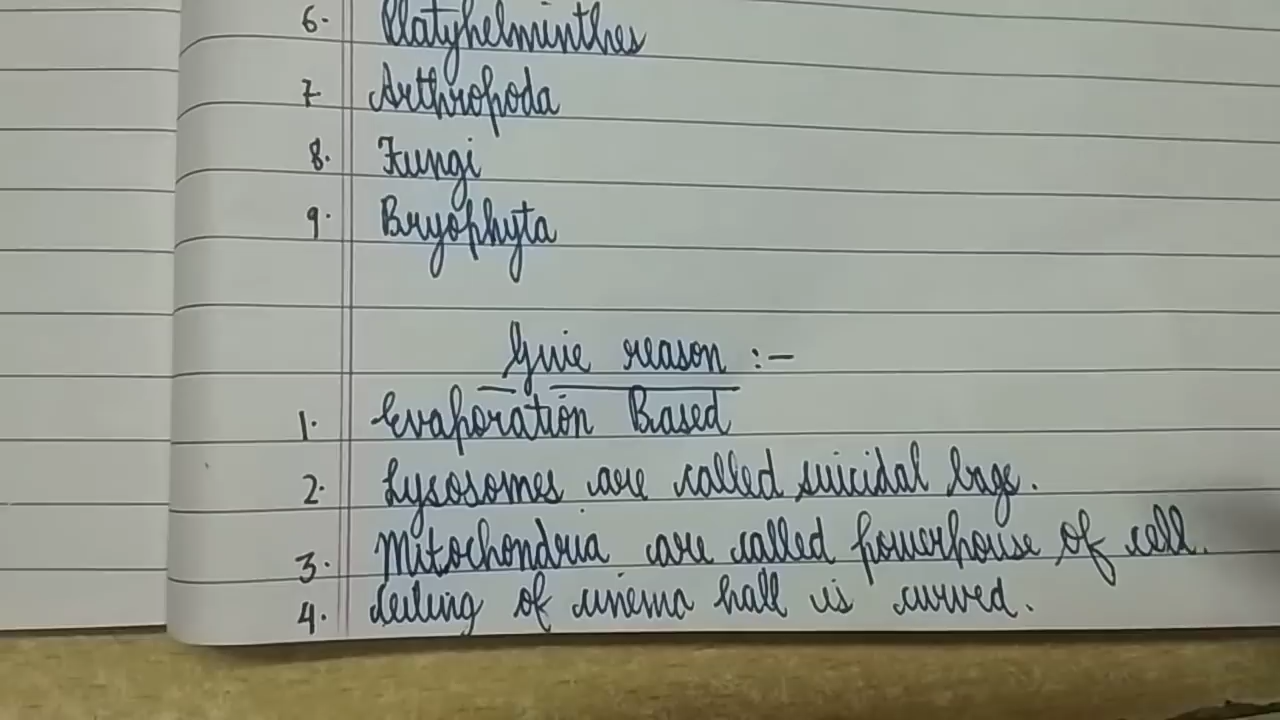 6. Platyhelminthes
7 Arthropoda
8. Fungi
9. Bryophyta
Give reason :-
1. Evaporation Based
2. Lysosomes are called suicidal bags.
3. Mitochondria are called powerhouse of cell.
4. Ceiling of cinema hall is curved.